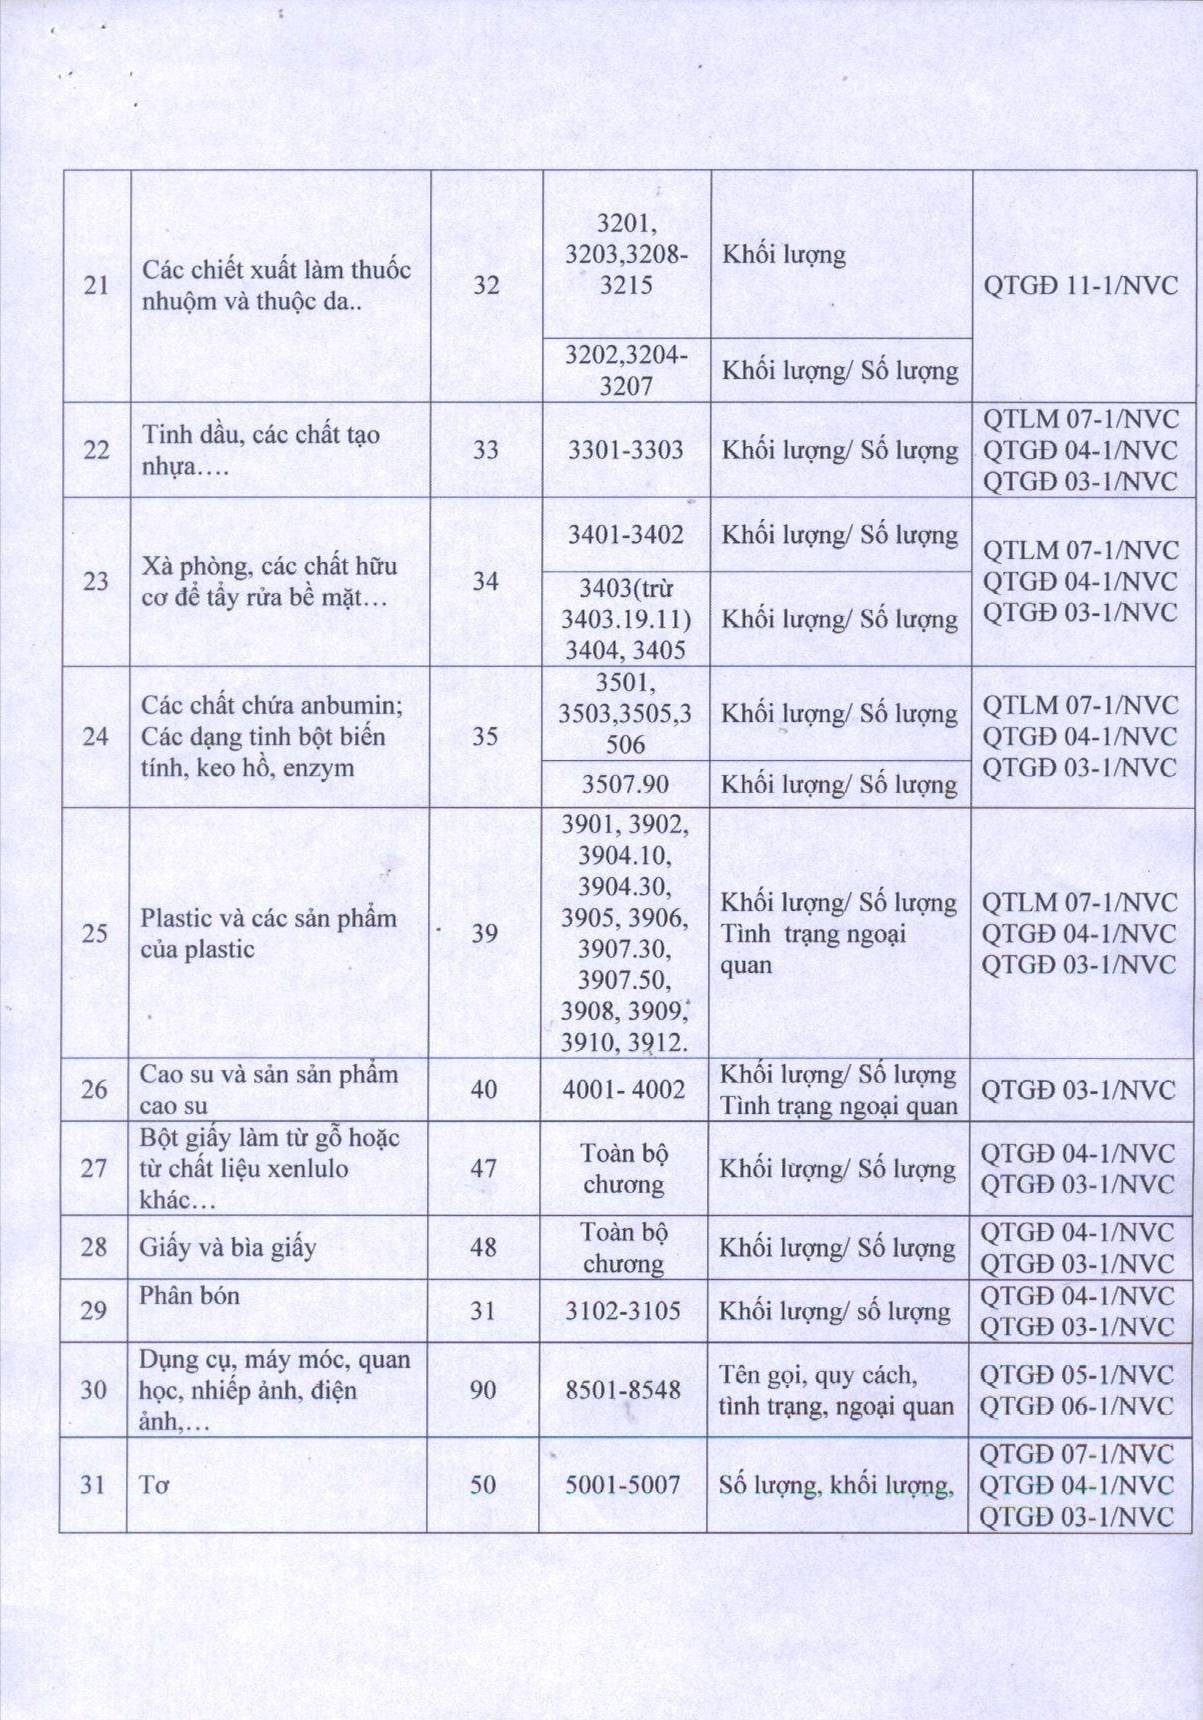 21
Các chiết xuất làm thuốc
nhuộm và thuộc da..
32
3201,
3203,3208-
3215
Khối lượng
3202,3204-
3207
Khối lượng/ Số lượng
QTGĐ 11-1/NVC
22
Tinh dầu, các chất tạo
nhựa….
33
3301-3303
Khối lượng/ Số lượng
QTLM 07-1/NVC
QTGĐ 04-1/NVC
QTGĐ 03-1/NVC
23
Xà phòng, các chất hữu
cơ để tẩy rửa bề mặt…
34
3401-3402
Khối lượng/ Số lượng
3403(trừ
3403.19.11)
3404, 3405
Khối lượng/ Số lượng
QTLM 07-1/NVC
QTGĐ 04-1/NVC
QTGĐ 03-1/NVC
24
Các chất chứa anbumin;
Các dạng tinh bột biến
tính, keo hồ, enzym
35
3501,
3503,3505,3
506
Khối lượng/ Số lượng
3507.90
Khối lượng/ Số lượng
QTLM 07-1/NVC
QTGĐ 04-1/NVC
QTGĐ 03-1/NVC
25
Plastic và các sản phẩm
của plastic
39
3901, 3902,
3904.10,
3904.30,
3905, 3906,
3907.30,
3907.50,
3908, 3909,
3910, 3912.
Khối lượng/ Số lượng
Tình trạng ngoại
quan
QTLM 07-1/NVC
QTGĐ 04-1/NVC
QTGĐ 03-1/NVC
26
Cao su và sản sản phẩm
cao su
40
4001- 4002
Khối lượng/ Số lượng
Tình trạng ngoại quan
QTGĐ 03-1/NVC
27
Bột giấy làm từ gỗ hoặc
từ chất liệu xenlulo
khác…
47
Toàn bộ
chương
Khối lượng/ Số lượng
QTGĐ 04-1/NVC
QTGĐ 03-1/NVC
28
Giấy và bìa giấy
48
Toàn bộ
chương
Khối lượng/ Số lượng
QTGĐ 04-1/NVC
QTGĐ 03-1/NVC
29
Phân bón
31
3102-3105
Khối lượng/ số lượng
QTGĐ 04-1/NVC
QTGĐ 03-1/NVC
30
Dụng cụ, máy móc, quan
học, nhiếp ảnh, điện
ảnh,…
90
8501-8548
Tên gọi, quy cách,
tình trạng, ngoại quan
QTGĐ 05-1/NVC
QTGĐ 06-1/NVC
31
Tơ
50
5001-5007
Số lượng, khối lượng,
QTGĐ 07-1/NVC
QTGĐ 04-1/NVC
QTGĐ 03-1/NVC